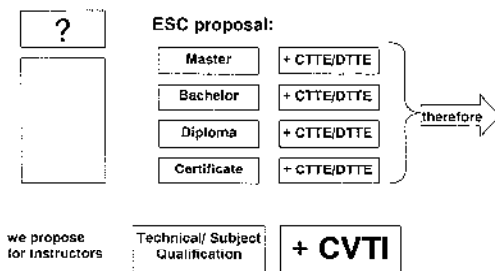 ?
ESC proposal:
Master + CTTE/DTTE
Bachelor + CTTE/DTTE
Diploma + CTTE/DTTE
Certificate + CTTE/DTTE
therefore
we propose
for instructors
Technical/ Subject
Qualification
+ CVTI